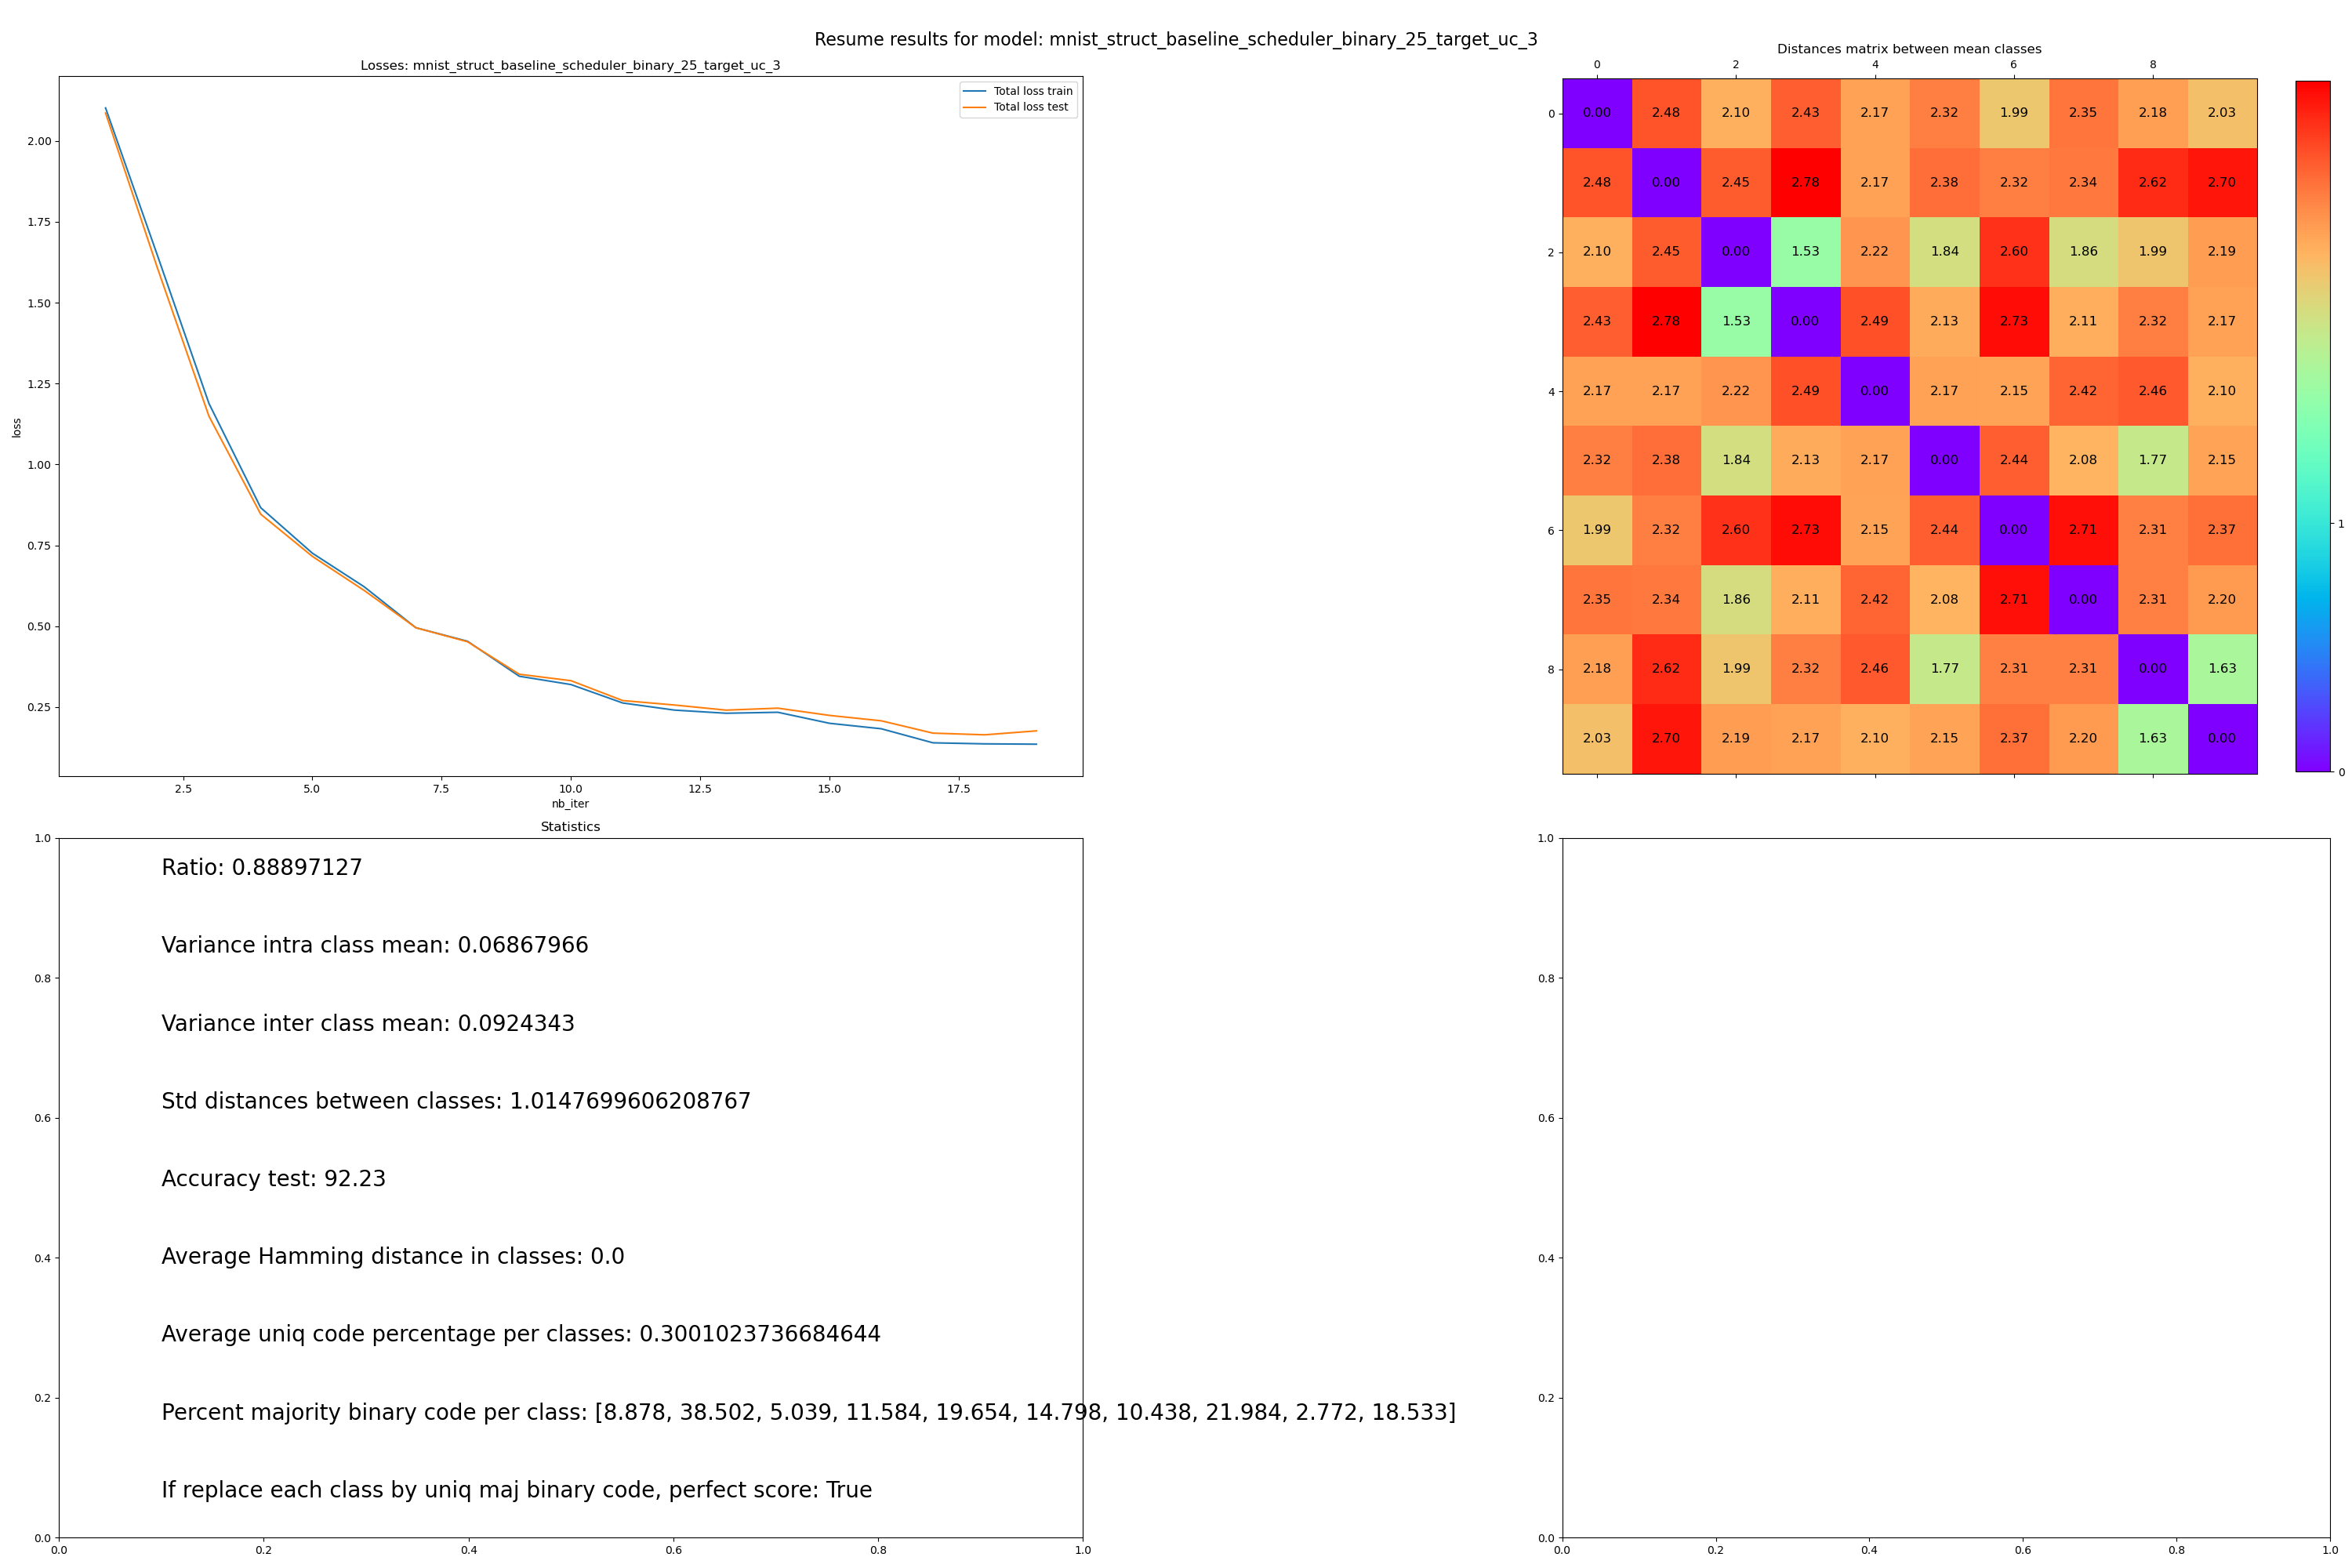 Resume results for model: mnist_struct_baseline_scheduler_binary_25_target_uc_3
Losses: mnist_struct_baseline_scheduler_binary_25_target_uc_3
Total loss train
Total loss test
2.00
1.75
1.50
1.25
1.00
0.75
0.50
0.25
loss
2.5 5.0 7.5 10.0 12.5 15.0 17.5
nb_iter
Distances matrix between mean classes
0 2 4 6 8
0 0.00 2.48 2.10 2.43 2.17 2.32 1.99 2.35 2.18 2.03
2.48 0.00 2.45 2.78 2.17 2.38 2.32 2.34 2.62 2.70
2 2.10 2.45 0.00 1.53 2.22 1.84 2.60 1.86 1.99 2.19
2.43 2.78 1.53 0.00 2.49 2.13 2.73 2.11 2.32 2.17
4 2.17 2.17 2.22 2.49 0.00 2.17 2.15 2.42 2.46 2.10
2.32 2.38 1.84 2.13 2.17 0.00 2.44 2.08 1.77 2.15
6 1.99 2.32 2.60 2.73 2.15 2.44 0.00 2.71 2.31 2.37
2.35 2.34 1.86 2.11 2.42 2.08 2.71 0.00 2.31 2.20
8 2.18 2.62 1.99 2.32 2.46 1.77 2.31 2.31 0.00 1.63
2.03 2.70 2.19 2.17 2.10 2.15 2.37 2.20 1.63 0.00
1
0
Statistics
Ratio: 0.88897127
Variance intra class mean: 0.06867966
Variance inter class mean: 0.0924343
Std distances between classes: 1.0147699606208767
Accuracy test: 92.23
Average Hamming distance in classes: 0.0
Average uniq code percentage per classes: 0.3001023736684644
Percent majority binary code per class: [8.878, 38.502, 5.039, 11.584, 19.654, 14.798, 10.438, 21.984, 2.772, 18.533]
If replace each class by uniq maj binary code, perfect score: True
1.0
0.8
0.6
0.4
0.2
0.0
0.0 0.2 0.4 0.6 0.8 1.0
1.0
0.8
0.6
0.4
0.2
0.0
0.0 0.2 0.4 0.6 0.8 1.0